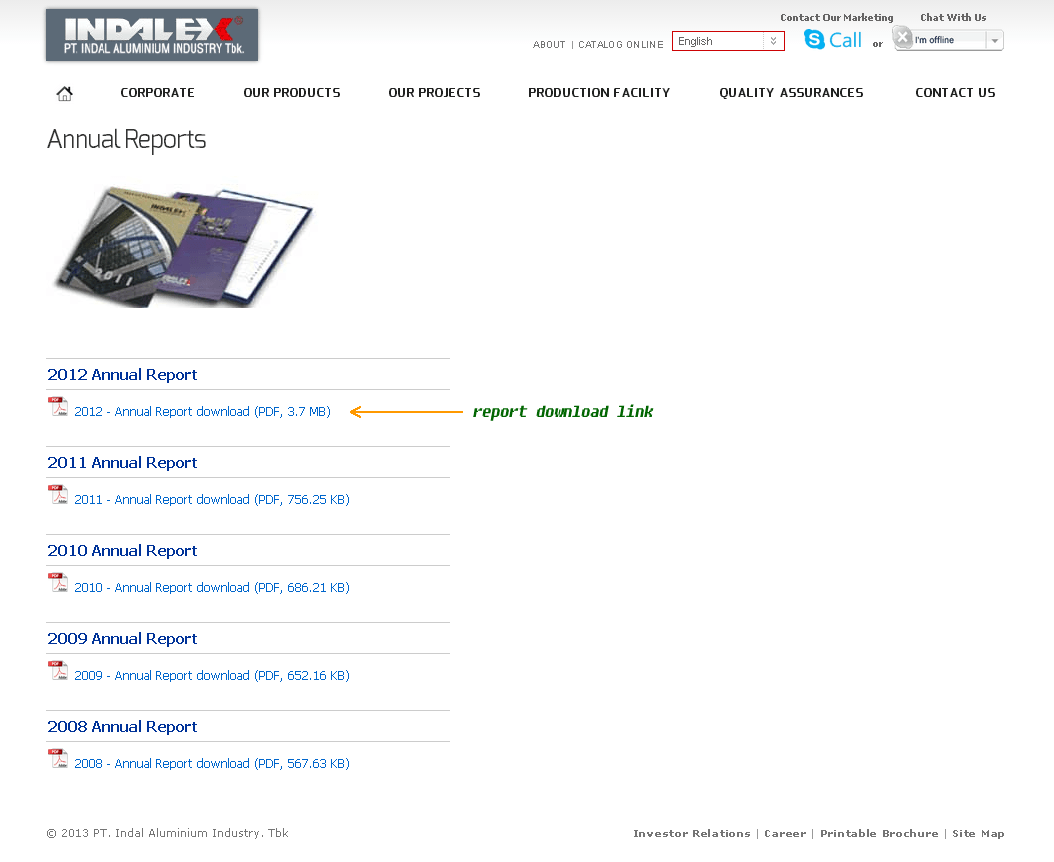 INDALEX®
PT. INDAL ALUMINIUM INDUSTRY Tbk.
Contact Our Marketing
Chat With Us
ABOUT | CATALOG ONLINE
English
Call
or
I'm offline
CORPORATE
OUR PRODUCTS
OUR PROJECTS
PRODUCTION FACILITY
QUALITY ASSURANCES
CONTACT US
Annual Reports
INDALEX
2011
INDALEX
2012 Annual Report
2012 - Annual Report download (PDF, 3.7 MB)
report download link
2011 Annual Report
2011 - Annual Report download (PDF, 756.25 KB)
2010 Annual Report
2010 - Annual Report download (PDF, 686.21 KB)
2009 Annual Report
2009 - Annual Report download (PDF, 652.16 KB)
2008 Annual Report
2008 - Annual Report download (PDF, 567.63 KB)
© 2013 PT. Indal Aluminium Industry. Tbk
Investor Relations | Career | Printable Brochure | Site Map